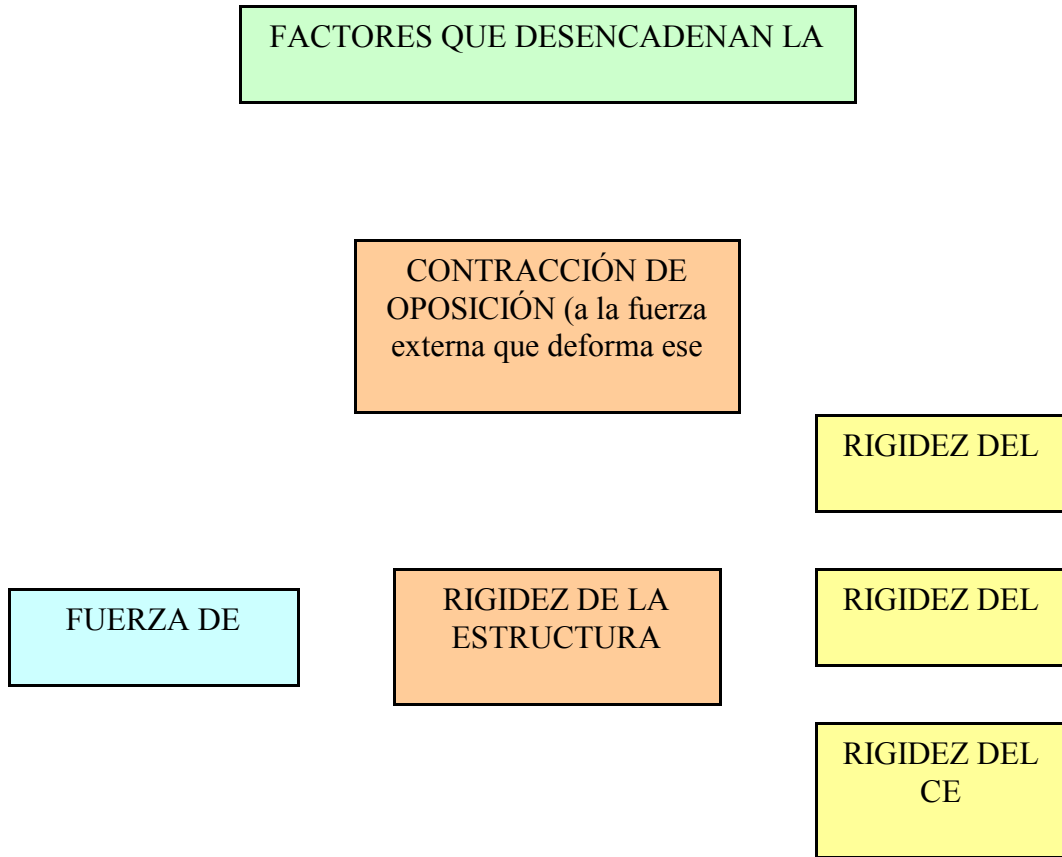 FACTORES QUE DESENCADENAN LA
CONTRACCIÓN DE
OPOSICIÓN (a la fuerza
externa que deforma ese
RIGIDEZ DEL
FUERZA DE
RIGIDEZ DE LA
ESTRUCTURA
RIGIDEZ DEL
RIGIDEZ DEL
CE